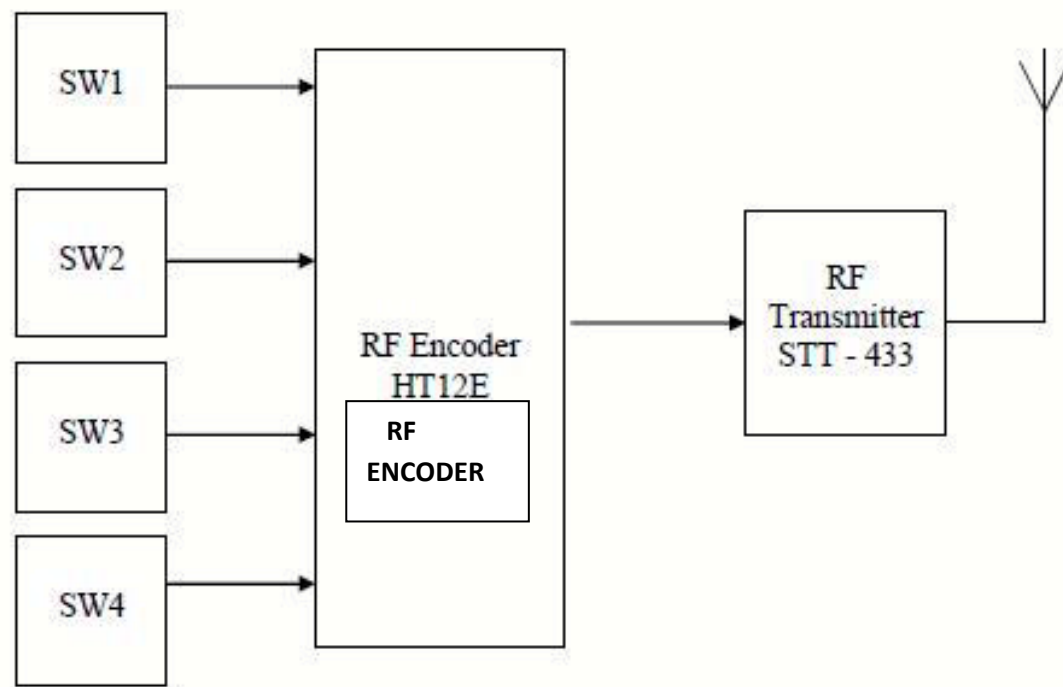 SW1
SW2
SW3
SW4
RF Encoder
HT12E
RF
ENCODER
RF
Transmitter
STT - 433